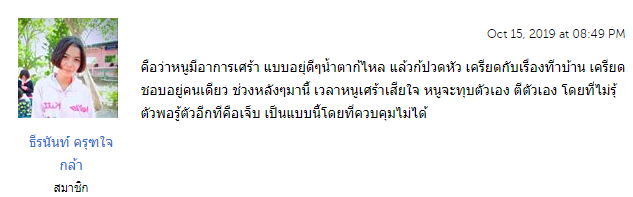 Oct 15, 2019 at 08:49 PM
คือว่าหนูมีอาการเศร้า แบบอยุ่ดีๆน้ำตาก้ไหล แล้วก้ปวดหัว เครียดกับเรื่องที่าบ้าน เครียด
ชอบอยู่คนเดียว ช่วงหลังๆมานี้ เวลาหนูเศร้าเสียใจ หนูจะทุบตัวเอง ตีตัวเอง โดยที่ไม่รุ้
ตัวพอรู้ตัวอีกที่คือเจ็บ เป็นแบบนี้โดยที่ควบคุมไม่ได้
ธีรนันท์ ครุฑใจ
กล้า
สมาชิก